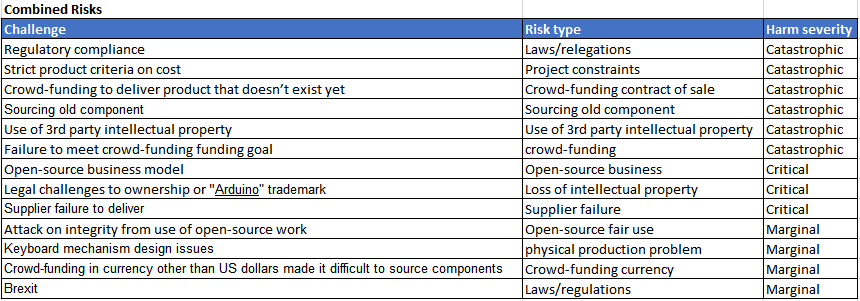 Combined Risks
Challenge Risk type Harm severity
Regulatory compliance Laws/relegations Catastrophic
Strict product criteria on cost Project constraints Catastrophic
Crowd-funding to deliver product that doesn’t exist yet Crowd-funding contract of sale Catastrophic
Sourcing old component Sourcing old component Catastrophic
Use of 3rd party intellectual property Use of 3rd party intellectual property Catastrophic
Failure to meet crowd-funding funding goal crowd-funding Catastrophic
Open-source business model Open-source business Critical
Legal challenges to ownership or "Arduino" trademark Loss of intellectual property Critical
Supplier failure to deliver Supplier failure Critical
Attack on integrity from use of open-source work Open-source fair use Marginal
Keyboard mechanism design issues physical production problem Marginal
Crowd-funding in currency other than US dollars made it difficult to source components Crowd-funding currency Marginal
Brexit Laws/regulations Marginal